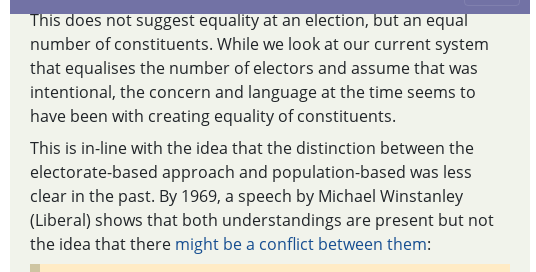 This does not suggest equality at an election, but an equal
number of constituents. While we look at our current system
that equalises the number of electors and assume that was
intentional, the concern and language at the time seems to
have been with creating equality of constituents.
This is in-line with the idea that the distinction between the
electorate-based approach and population-based was less
clear in the past. By 1969, a speech by Michael Winstanley
(Liberal) shows that both understandings are present but not
the idea that there might be a conflict between them: